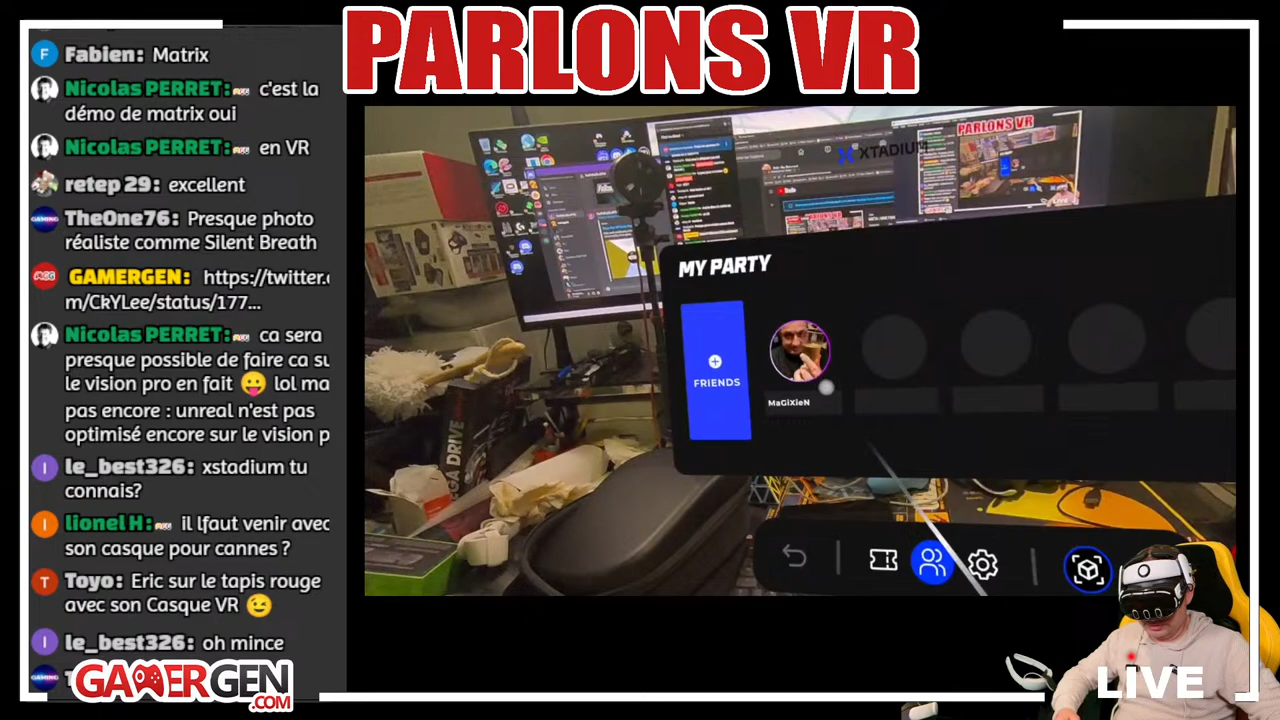 PARLONS VR
Fabien: Matrix
Nicolas PERRET: c'est la
démo de matrix oui
Nicolas PERRET: en VR
retep 29: excellent
TheOne76: Presque photo
réaliste comme Silent Breath
GAMERGEN: https://twitter.c
m/CkYLee/status/177...
Nicolas PERRET: ca sera
presque possible de faire ca su
le vision pro en fait 😛 lol ma
pas encore : unreal n'est pas
optimisé encore sur le vision p
le_best326: xstadium tu
connais?
lionel H: il lfaut venir avec
son casque pour cannes ?
Toyo: Eric sur le tapis rouge
avec son Casque VR 😉
le_best326: oh mince
GAMERGEN
.COM
XTADIUM
PARLONS VR
PARLONS VR
MY PARTY
FRIENDS
MaGiXieN
MEGA DRIVE
LIVE